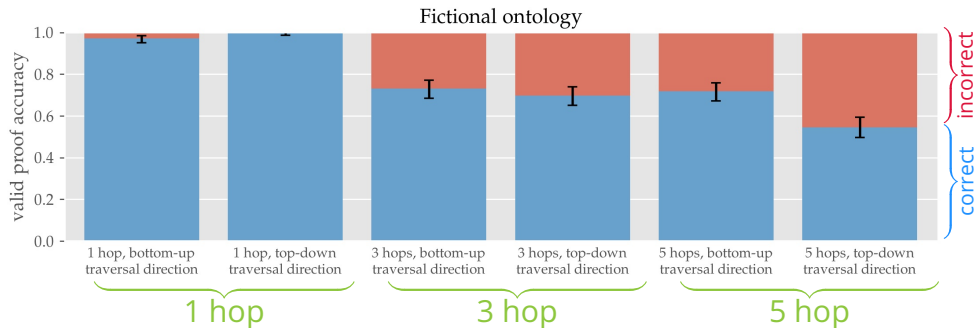 Fictional ontology
valid proof accuracy
1.0
0.8
0.6
0.4
0.2
0.0
incorrect
correct
1 hop, bottom-up
traversal direction
1 hop, top-down
traversal direction
3 hops, bottom-up
traversal direction
3 hops, top-down
traversal direction
5 hops, bottom-up
traversal direction
5 hops, top-down
traversal direction
1 hop
3 hop
5 hop